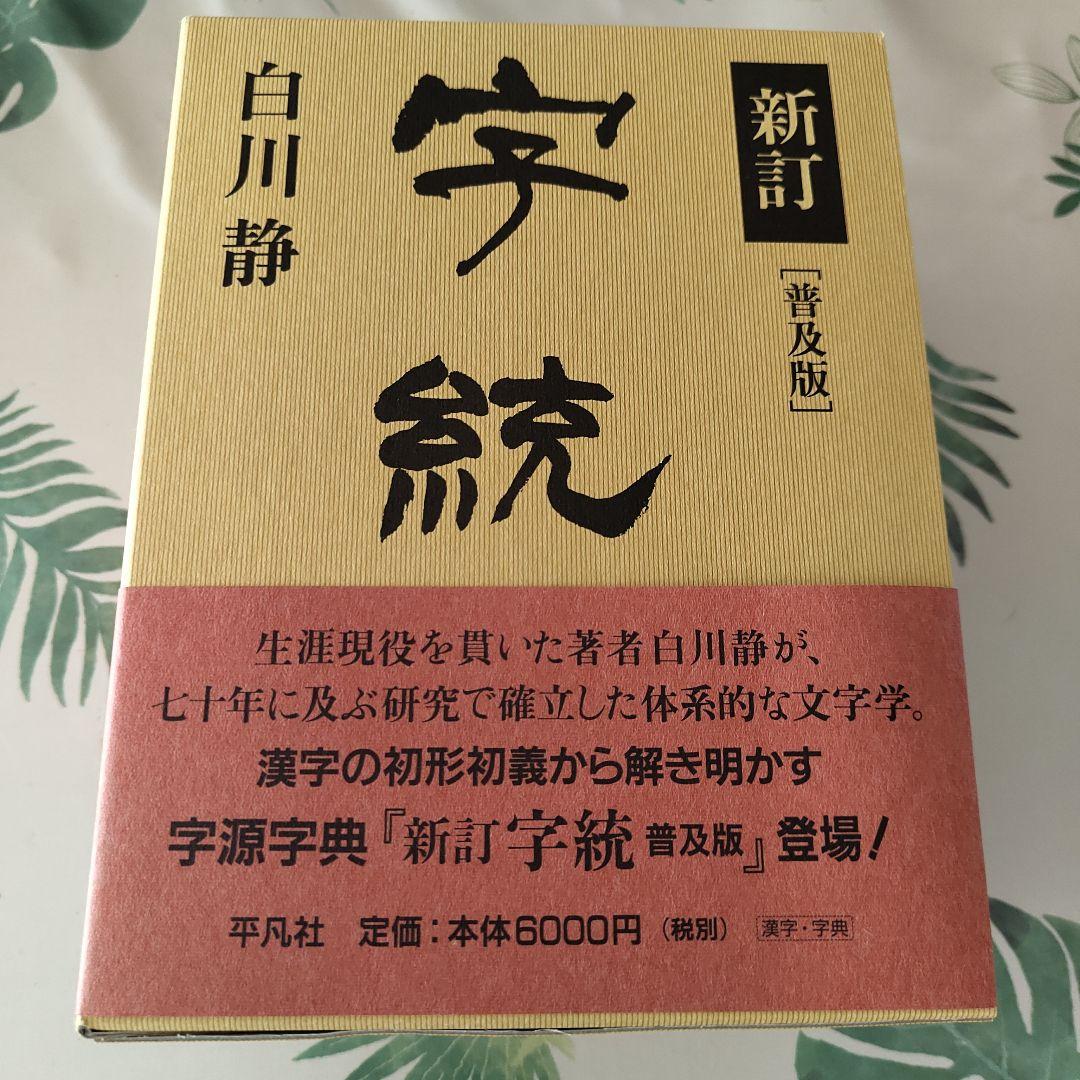 新訂
[普及版]
字統
白川静
生涯現役を貫いた著者白川静が、
七十年に及ぶ研究で確立した体系的な文字学。
漢字の初形初義から解き明かす
字源字典『新訂 字統 普及版』登場!
平凡社 定価:本体6000円(税別) 漢字・字典